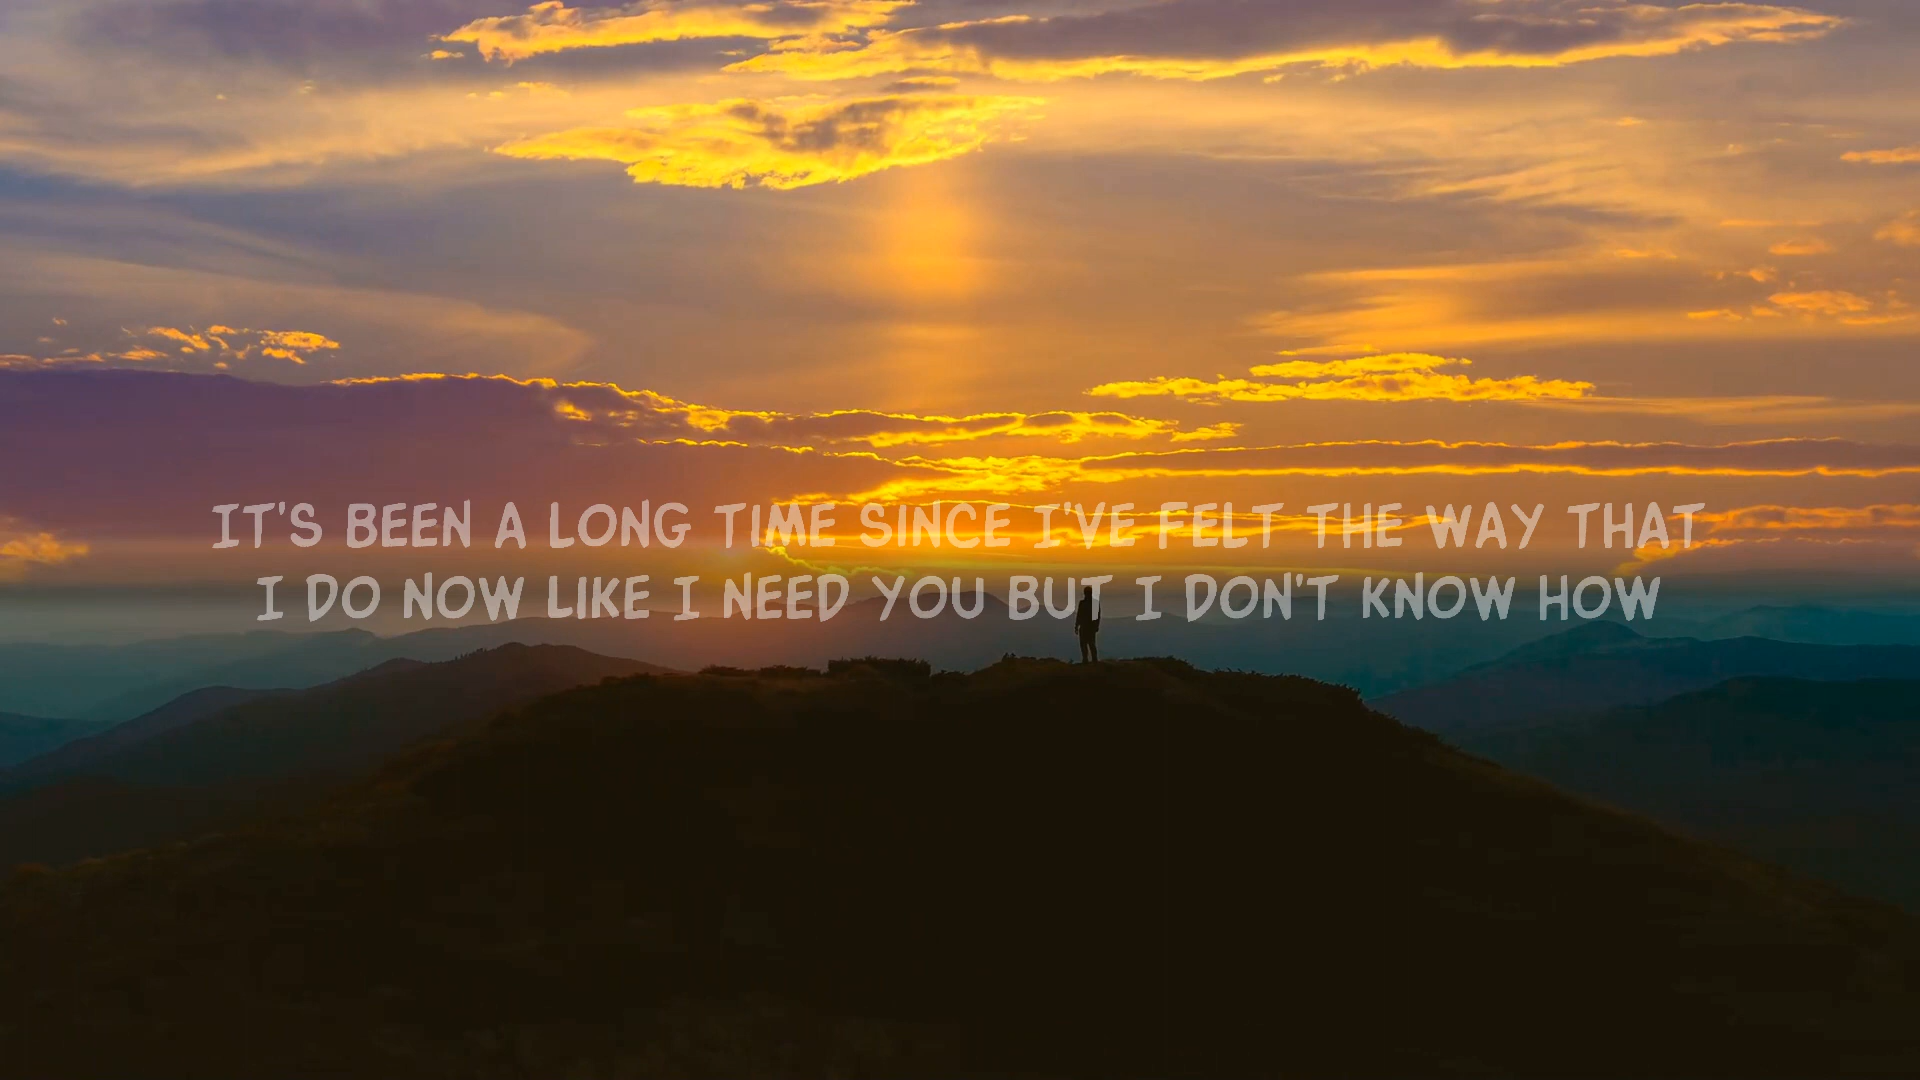 IT'S BEEN A LONG TIME SINCE I'VE FELT THE WAY THAT
I DO NOW LIKE I NEED YOU BUT I DON'T KNOW HOW